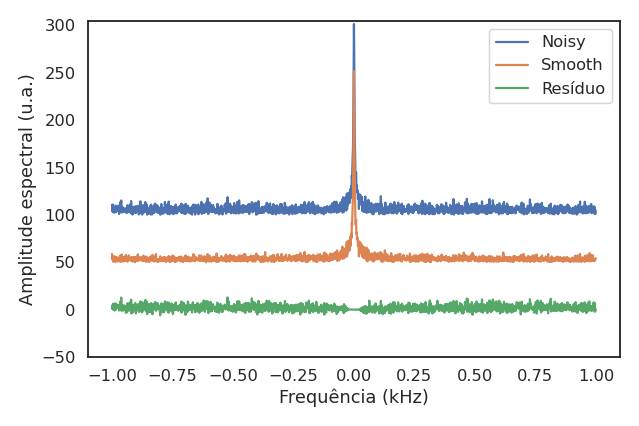 300
250
200
150
100
50
0
−50
Amplitude espectral (u.a.)
Noisy
Smooth
Resíduo
−1.00 −0.75 −0.50 −0.25 0.00 0.25 0.50 0.75 1.00
Frequência (kHz)